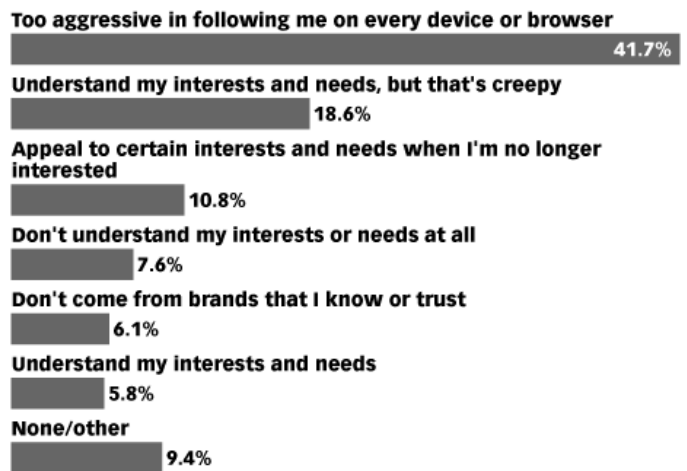 Too aggressive in following me on every device or browser
41.7%
Understand my interests and needs, but that's creepy
18.6%
Appeal to certain interests and needs when I'm no longer
interested
10.8%
Don't understand my interests or needs at all
7.6%
Don't come from brands that I know or trust
6.1%
Understand my interests and needs
5.8%
None/other
9.4%